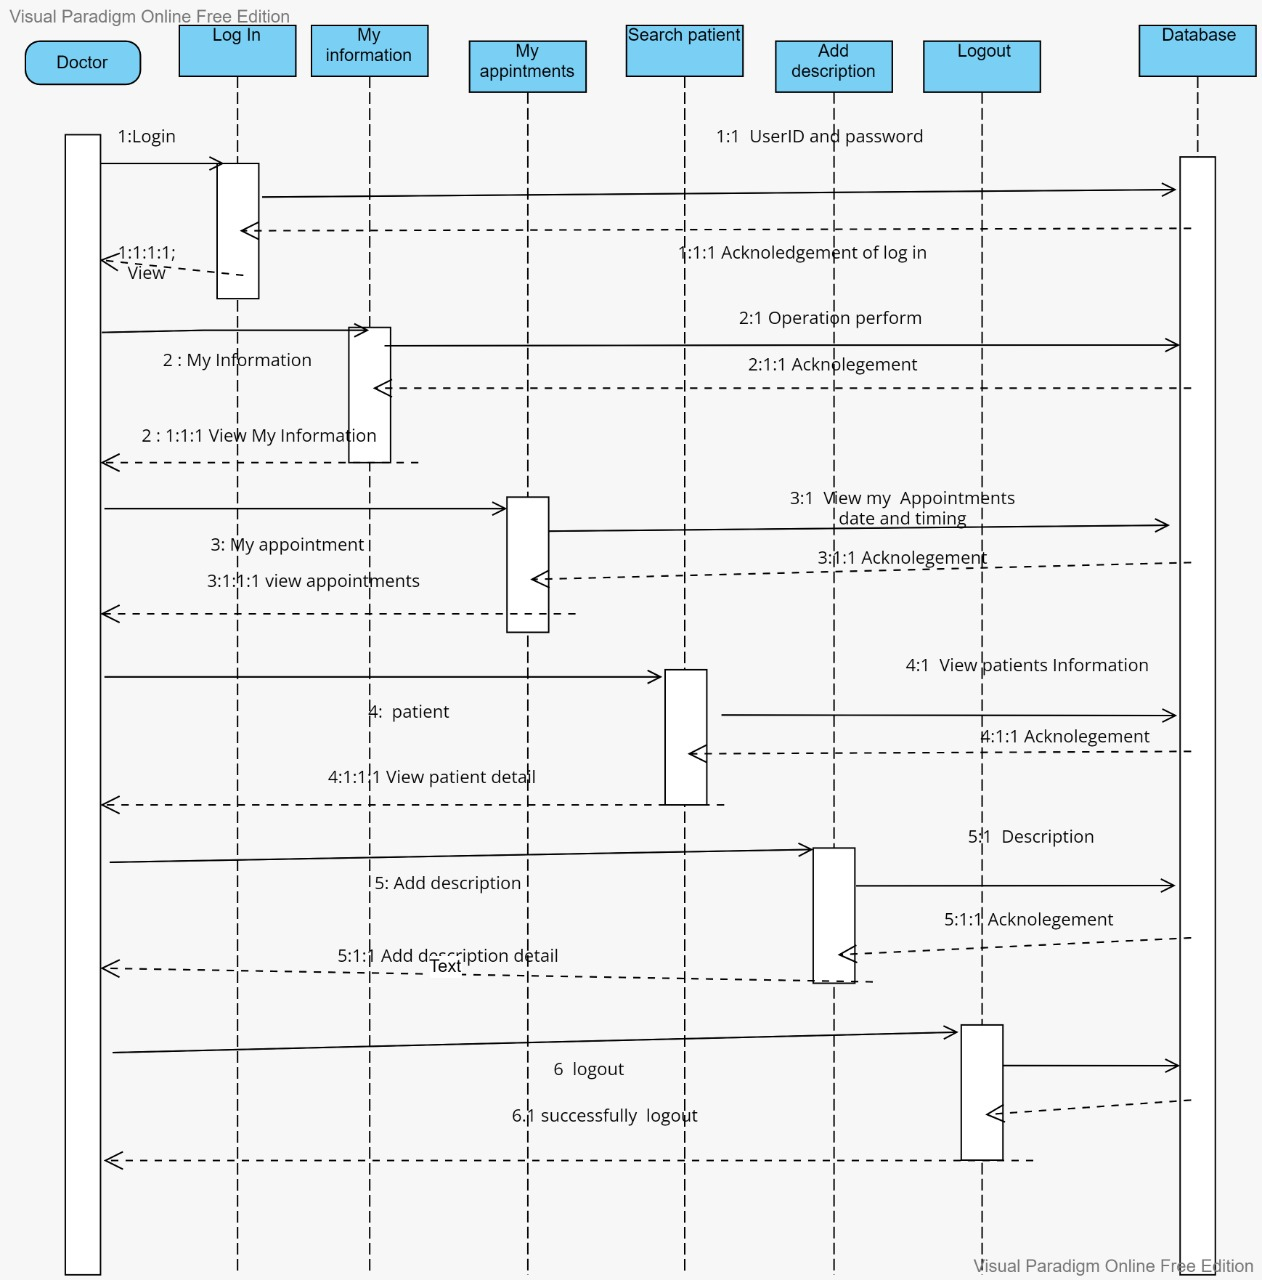 Visual Paradigm Online Free Edition
Doctor
Log In
My
information
My
appintments
Search patient
Add
description
Logout
Database
1:Login
1:1 UserID and password
1:1:1 Acknoledgement of log in
1:1:1:1;
View
2:1 Operation perform
2 : My Information
2:1:1 Acknolegement
2 : 1:1:1 View My Information
3:1 View my Appointments
date and timing
3: My appointment
3:1:1 Acknolegement
3:1:1:1 view appointments
4:1 View patients Information
4: patient
4:1:1 Acknolegement
4:1:1:1 View patient detail
5:1 Description
5: Add description
5:1:1 Acknolegement
5:1:1 Add description detail
Text
6 logout
6.1 successfully logout
Visual Paradigm Online Free Edition